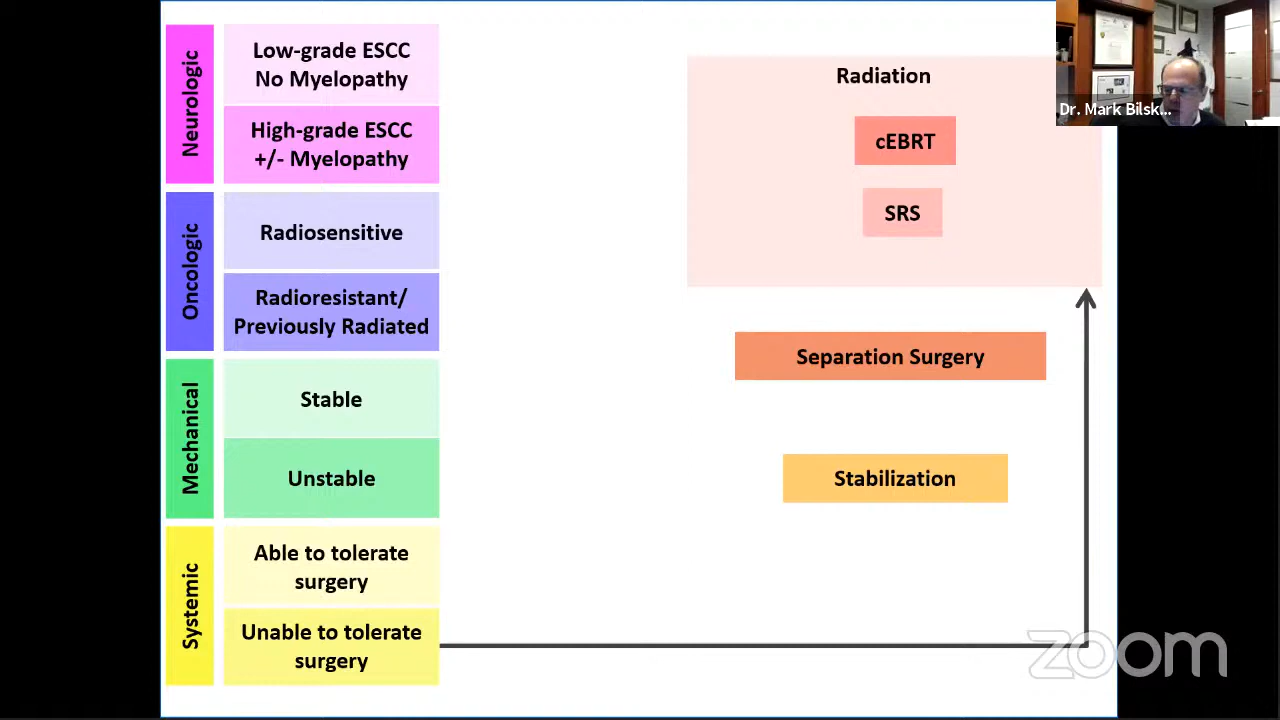 Neurologic
Low-grade ESCC
No Myelopathy
High-grade ESCC
+/- Myelopathy
Oncologic
Radiosensitive
Radioresistant/
Previously Radiated
Mechanical
Stable
Unstable
Systemic
Able to tolerate
surgery
Unable to tolerate
surgery
Radiation
cEBRT
SRS
Separation Surgery
Stabilization
Dr. Mark Bilsk...
zoom